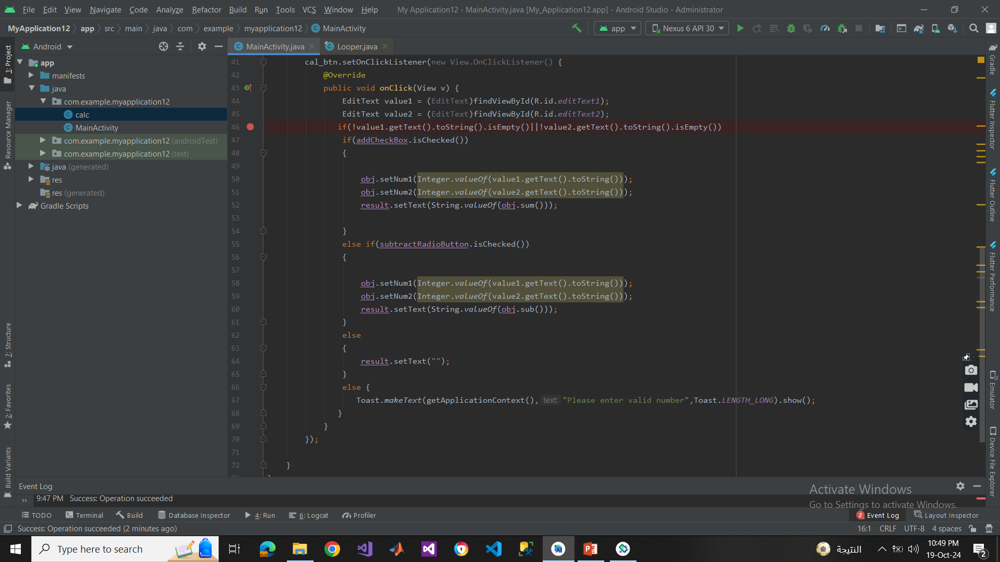 File Edit View Navigate Code Analyze Refactor Build Run Tools VCS Window Help My Application12 - MainActivity.java [My_Application12.app] - Android Studio - Administrator
MyApplication12 app src main java com example myapplication12 MainActivity app Nexus 6 API 30
Android MainActivity.java Looper.java
1: Project
Resource Manager
7: Structure
2: Favorites
Build Variants
app
manifests
java
com.example.myapplication12
calc
MainActivity
com.example.myapplication12 (androidTest)
com.example.myapplication12 (test)
java (generated)
res
res (generated)
Gradle Scripts
41 cal_btn.setOnClickListener(new View.OnClickListener() {
42 @Override
43 public void onClick(View v) {
44 EditText value1 = (EditText)findViewById(R.id.editText1);
45 EditText value2 = (EditText)findViewById(R.id.editText2);
46 if(!value1.getText().toString().isEmpty()||!value2.getText().toString().isEmpty())
47 if(addCheckBox.isChecked())
48 {
49
50 obj.setNum1(Integer.valueOf(value1.getText().toString()));
51 obj.setNum2(Integer.valueOf(value2.getText().toString()));
52 result.setText(String.valueOf(obj.sum()));
53
54 }
55 else if(subtractRadioButton.isChecked())
56 {
57
58 obj.setNum1(Integer.valueOf(value1.getText().toString()));
59 obj.setNum2(Integer.valueOf(value2.getText().toString()));
60 result.setText(String.valueOf(obj.sub()));
61 }
62 else
63 {
64 result.setText("");
65 }
66 else {
67 Toast.makeText(getApplicationContext(), text: "Please enter valid number",Toast.LENGTH_LONG).show();
68 }
69 }
70 });
71
72 }
Gradle
Flutter Inspector
Flutter Outline
Flutter Performance
Emulator
Device File Explorer
Event Log
9:47 PM Success: Operation succeeded
Activate Windows
Go to Settings to activate Windows.
TODO Terminal Build Database Inspector 4: Run 6: Logcat Profiler 2 Event Log Layout Inspector
Success: Operation succeeded (2 minutes ago) 16:1 CRLF UTF-8 4 spaces
Type here to search
النتيجة
10:49 PM
19-Oct-24
2